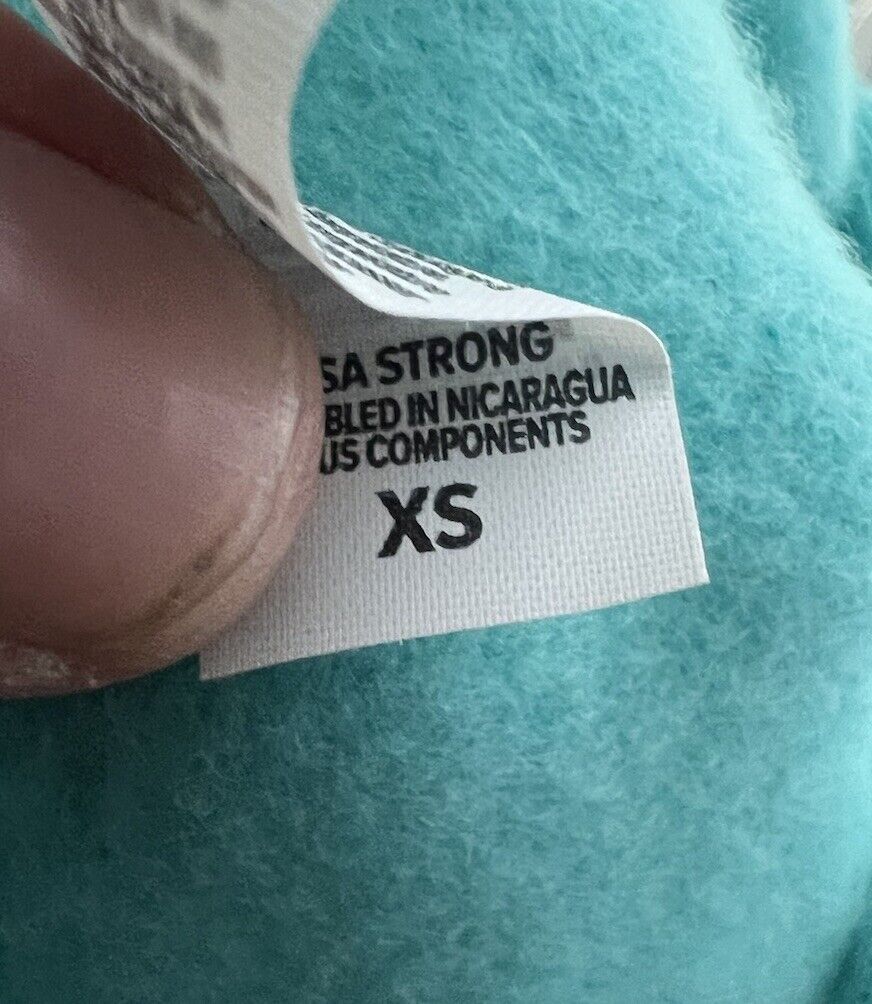 SA STRONG
BLED IN NICARAGUA
US COMPONENTS
XS